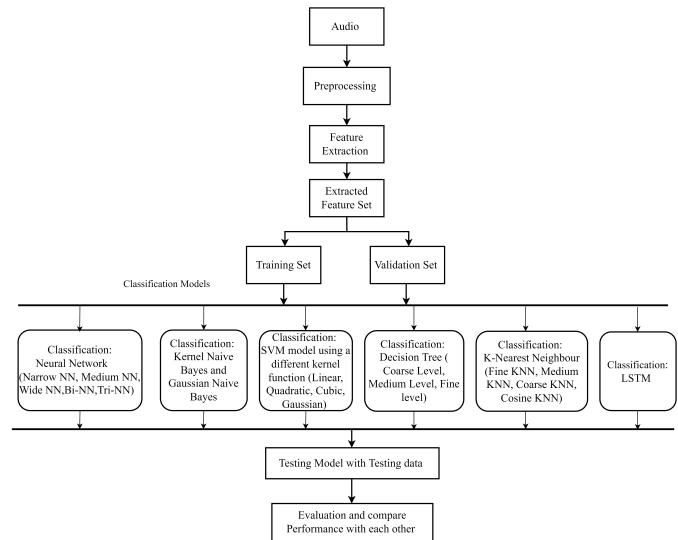 Audio
Preprocessing
Feature
Extraction
Extracted
Feature Set
Training Set
Validation Set
Classification Models
Classification:
Neural Network
(Narrow NN, Medium NN,
Wide NN,Bi-NN,Tri-NN)
Classification:
Kernel Naive
Bayes and
Gaussian Naive
Bayes
Classification:
SVM model using a
different kernel
function (Linear,
Quadratic, Cubic,
Gaussian)
Classification:
Decision Tree (
Coarse Level,
Medium Level, Fine
level)
Classification:
K-Nearest Neighbour
(Fine KNN, Medium
KNN, Coarse KNN,
Cosine KNN)
Classification:
LSTM
Testing Model with Testing data
Evaluation and compare
Performance with each other